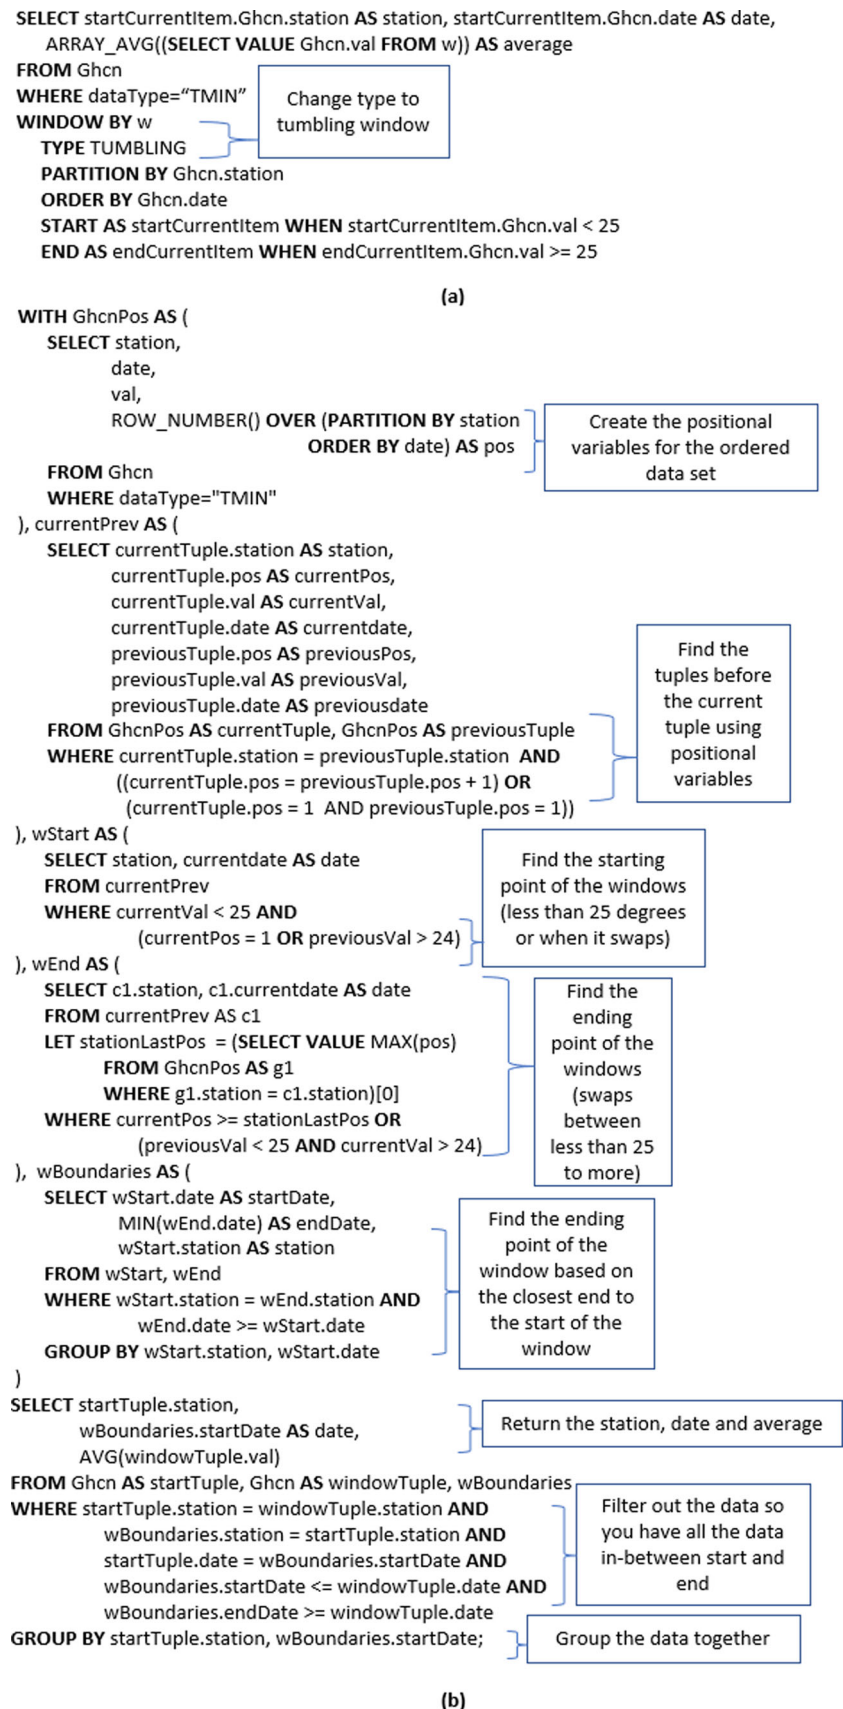 SELECT startCurrentItem.Ghcn.station AS station, startCurrentItem.Ghcn.date AS date,
ARRAY_AVG((SELECT VALUE Ghcn.val FROM w)) AS average
FROM Ghcn
WHERE dataType=“TMIN”
WINDOW BY w
TYPE TUMBLING
Change type to
tumbling window
PARTITION BY Ghcn.station
ORDER BY Ghcn.date
START AS startCurrentItem WHEN startCurrentItem.Ghcn.val < 25
END AS endCurrentItem WHEN endCurrentItem.Ghcn.val >= 25
(a)
WITH GhcnPos AS (
SELECT station,
date,
val,
ROW_NUMBER() OVER (PARTITION BY station
ORDER BY date) AS pos
FROM Ghcn
WHERE dataType="TMIN"
Create the positional
variables for the ordered
data set
), currentPrev AS (
SELECT currentTuple.station AS station,
currentTuple.pos AS currentPos,
currentTuple.val AS currentVal,
currentTuple.date AS currentdate,
previousTuple.pos AS previousPos,
previousTuple.val AS previousVal,
previousTuple.date AS previousdate
FROM GhcnPos AS currentTuple, GhcnPos AS previousTuple
WHERE currentTuple.station = previousTuple.station AND
((currentTuple.pos = previousTuple.pos + 1) OR
(currentTuple.pos = 1 AND previousTuple.pos = 1))
Find the
tuples before
the current
tuple using
positional
variables
), wStart AS (
SELECT station, currentdate AS date
FROM currentPrev
WHERE currentVal < 25 AND
(currentPos = 1 OR previousVal > 24)
Find the starting
point of the windows
(less than 25 degrees
or when it swaps)
), wEnd AS (
SELECT c1.station, c1.currentdate AS date
FROM currentPrev AS c1
LET stationLastPos = (SELECT VALUE MAX(pos)
FROM GhcnPos AS g1
WHERE g1.station = c1.station)[0]
WHERE currentPos >= stationLastPos OR
(previousVal < 25 AND currentVal > 24)
Find the
ending
point of the
windows
(swaps
between
less than 25
to more)
), wBoundaries AS (
SELECT wStart.date AS startDate,
MIN(wEnd.date) AS endDate,
wStart.station AS station
FROM wStart, wEnd
WHERE wStart.station = wEnd.station AND
wEnd.date >= wStart.date
GROUP BY wStart.station, wStart.date
Find the ending
point of the
window based on
the closest end to
the start of the
window
)
SELECT startTuple.station,
wBoundaries.startDate AS date,
AVG(windowTuple.val)
Return the station, date and average
FROM Ghcn AS startTuple, Ghcn AS windowTuple, wBoundaries
WHERE startTuple.station = windowTuple.station AND
wBoundaries.station = startTuple.station AND
startTuple.date = wBoundaries.startDate AND
wBoundaries.startDate <= windowTuple.date AND
wBoundaries.endDate >= windowTuple.date
Filter out the data so
you have all the data
in-between start and
end
GROUP BY startTuple.station, wBoundaries.startDate;
Group the data together
(b)